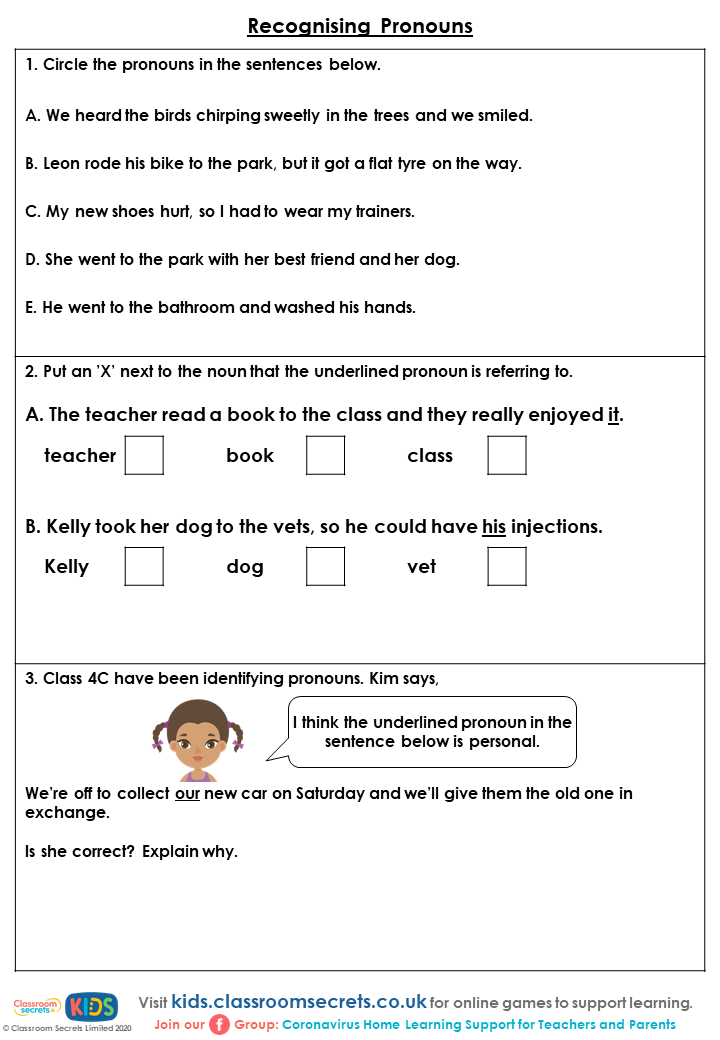 Recognising Pronouns
1. Circle the pronouns in the sentences below.
A. We heard the birds chirping sweetly in the trees and we smiled.
B. Leon rode his bike to the park, but it got a flat tyre on the way.
C. My new shoes hurt, so I had to wear my trainers.
D. She went to the park with her best friend and her dog.
E. He went to the bathroom and washed his hands.
2. Put an 'X' next to the noun that the underlined pronoun is referring to.
A. The teacher read a book to the class and they really enjoyed it.
teacher book class
B. Kelly took her dog to the vets, so he could have his injections.
Kelly dog vet
3. Class 4C have been identifying pronouns. Kim says,
I think the underlined pronoun in the
sentence below is personal.
We're off to collect our new car on Saturday and we'll give them the old one in
exchange.
Is she correct? Explain why.
Classroom
secrets KIDS
Visit kids.classroomsecrets.co.uk for online games to support learning.
© Classroom Secrets Limited 2020
Join our f Group: Coronavirus Home Learning Support for Teachers and Parents